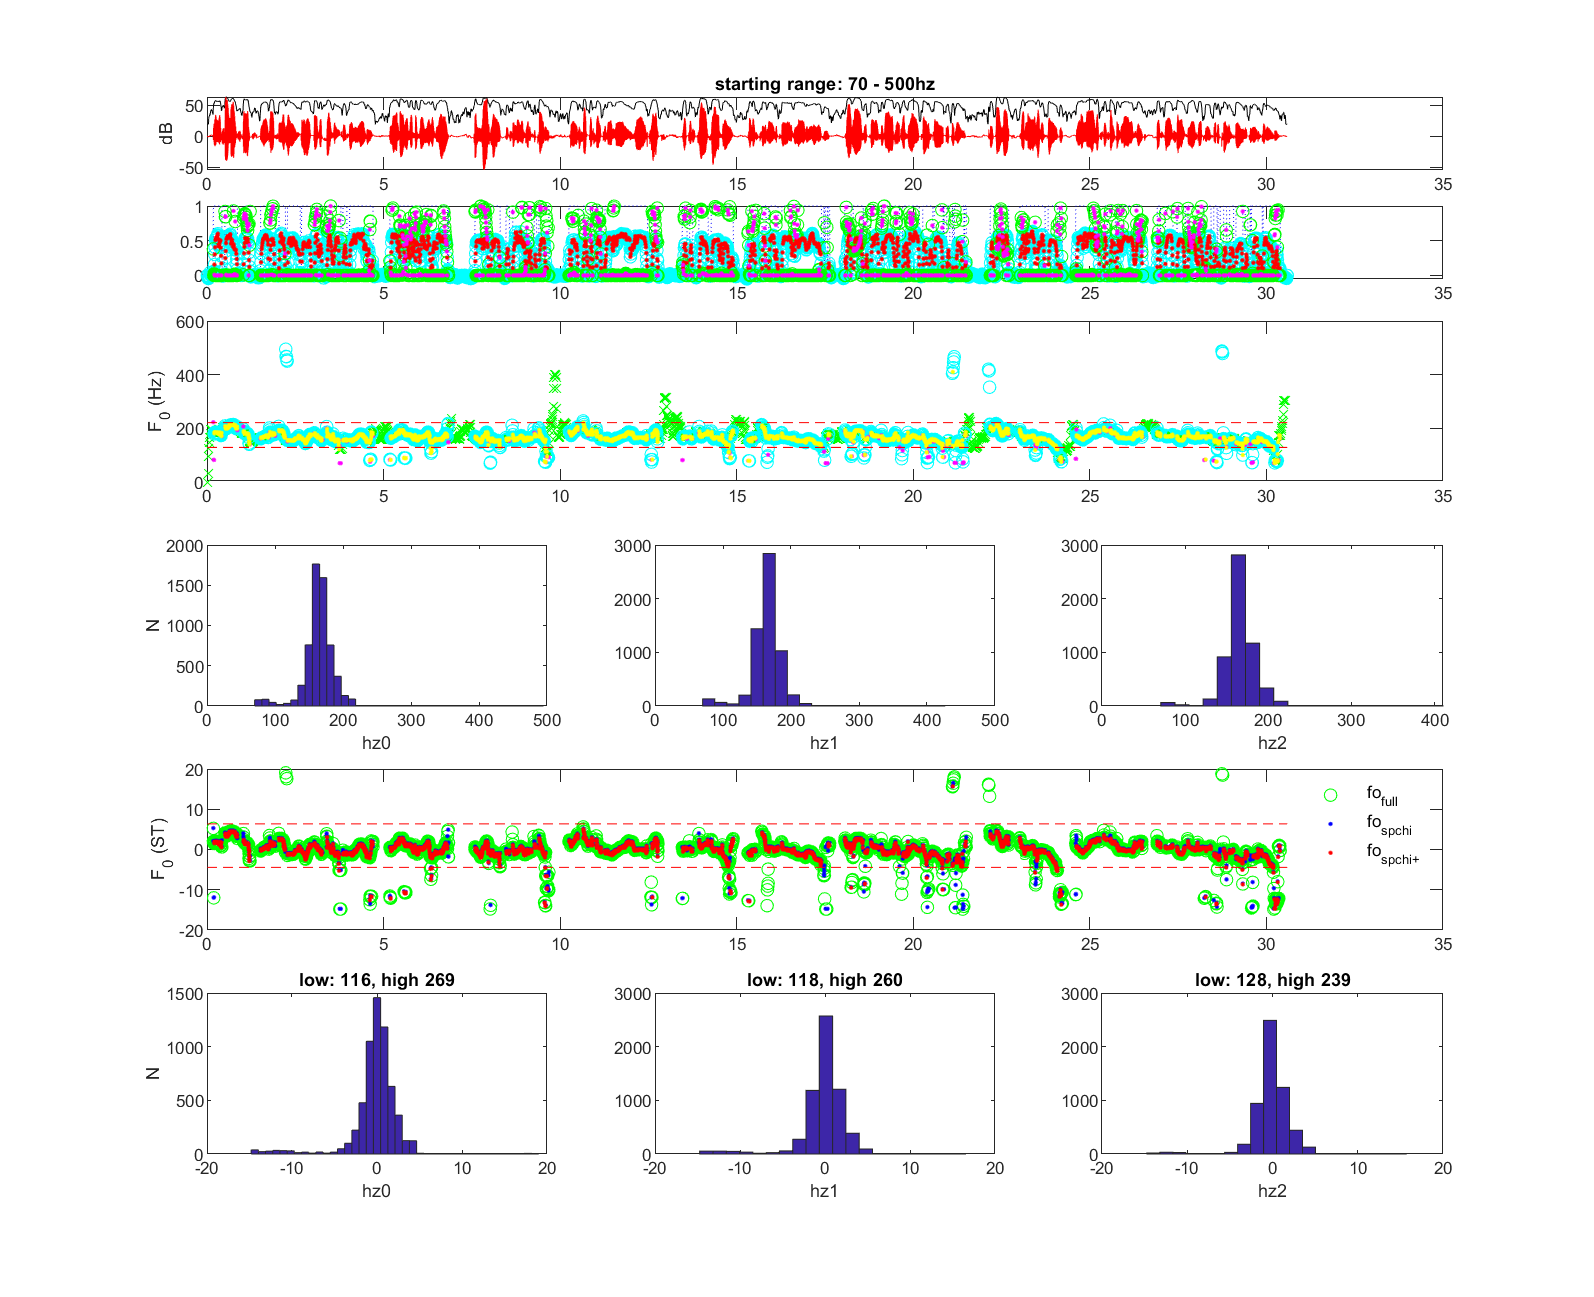 starting range: 70 - 500hz
dB
50
0
-50
0 5 10 15 20 25 30 35
1
0.5
0
0 5 10 15 20 25 30 35
F0 (Hz)
600
400
200
0
0 5 10 15 20 25 30 35
N
2000
1500
1000
500
0
0 100 200 300 400 500
hz0
3000
2000
1000
0
0 100 200 300 400 500
hz1
3000
2000
1000
0
0 100 200 300 400
hz2
F0 (ST)
20
10
0
-10
-20
0 5 10 15 20 25 30 35
fofull
fospchi
fospchi+
low: 116, high 269
N
1500
1000
500
0
-20 -10 0 10 20
hz0
low: 118, high 260
3000
2000
1000
0
-20 -10 0 10 20
hz1
low: 128, high 239
3000
2000
1000
0
-20 -10 0 10 20
hz2